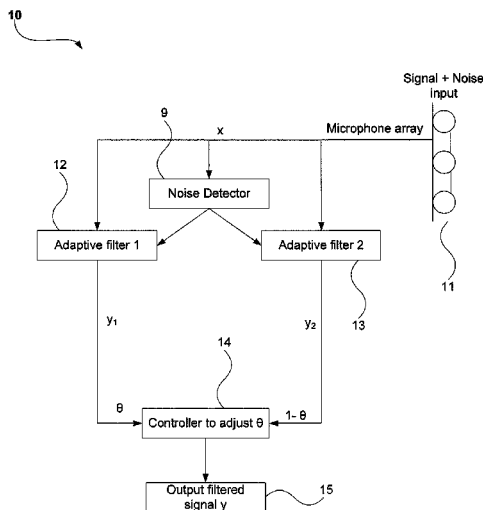 10
Signal + Noise
input
9
x
Microphone array
12
Noise Detector
Adaptive filter 1
Adaptive filter 2
11
13
y₁
y₂
14
θ
1- θ
Controller to adjust θ
Output filtered
signal y
15